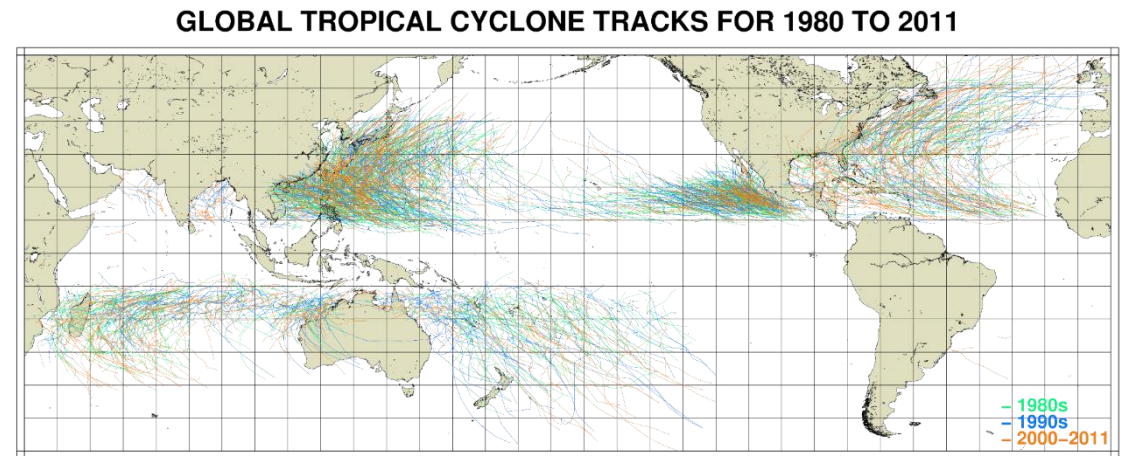 GLOBAL TROPICAL CYCLONE TRACKS FOR 1980 TO 2011
– 1980s
– 1990s
– 2000–2011